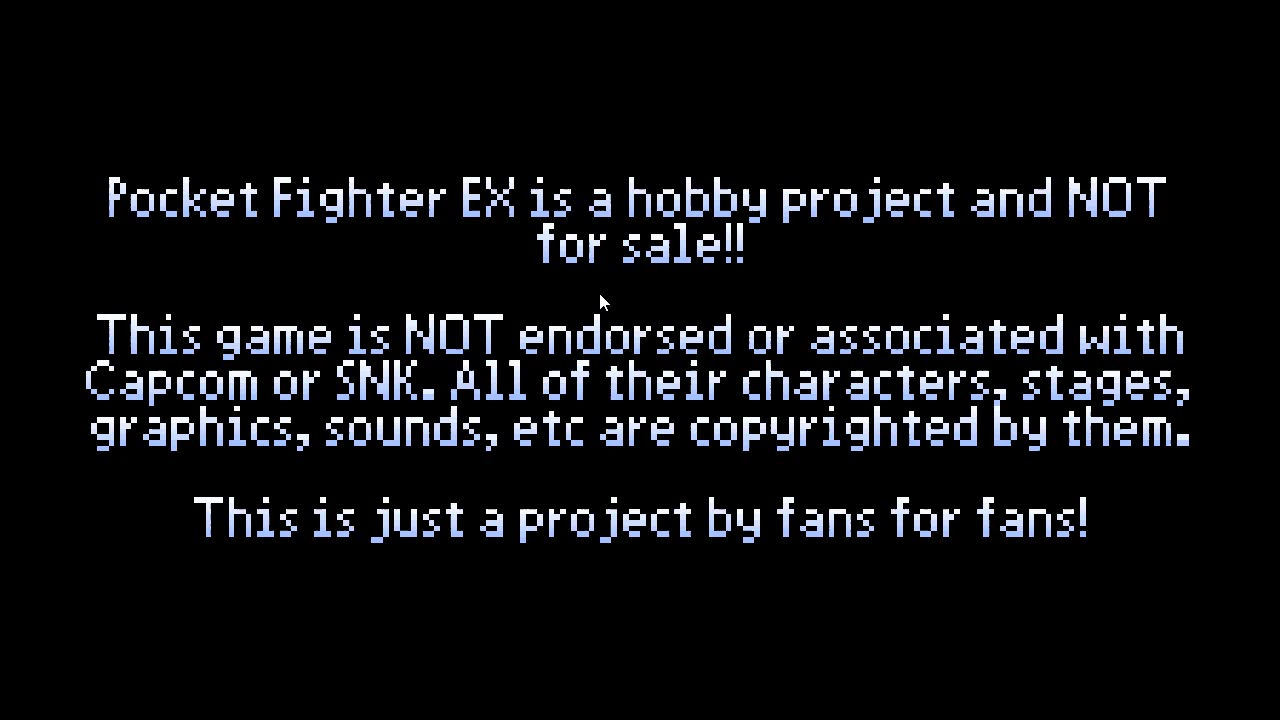 Pocket Fighter EX is a hobby project and NOT
for sale!!
This game is NOT endorsed or associated with
Capcom or SNK. All of their characters, stages,
graphics, sounds, etc are copyrighted by them.
This is just a project by fans for fans!